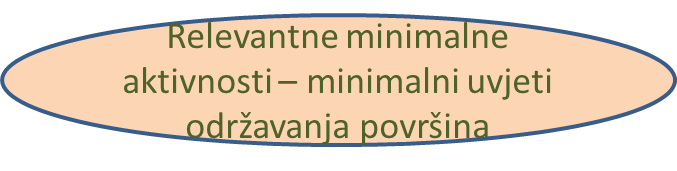 Relevantne minimalne
aktivnosti – minimalni uvjeti
održavanja površina